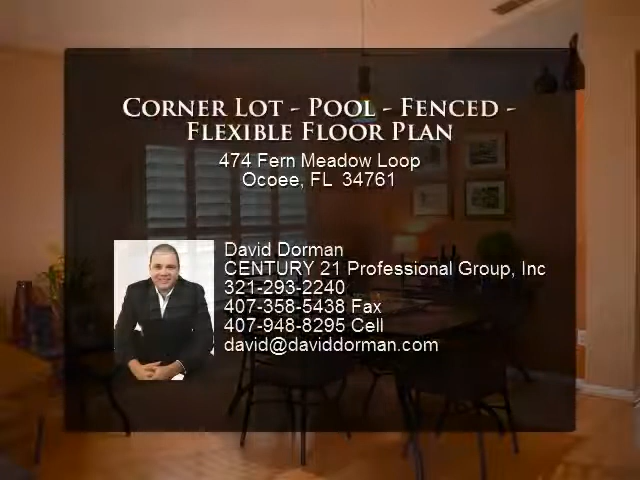 Corner Lot - Pool - Fenced -
Flexible Floor Plan
474 Fern Meadow Loop
Ocoee, FL 34761
David Dorman
CENTURY 21 Professional Group, Inc
321-293-2240
407-358-5438 Fax
407-948-8295 Cell
david@daviddorman.com